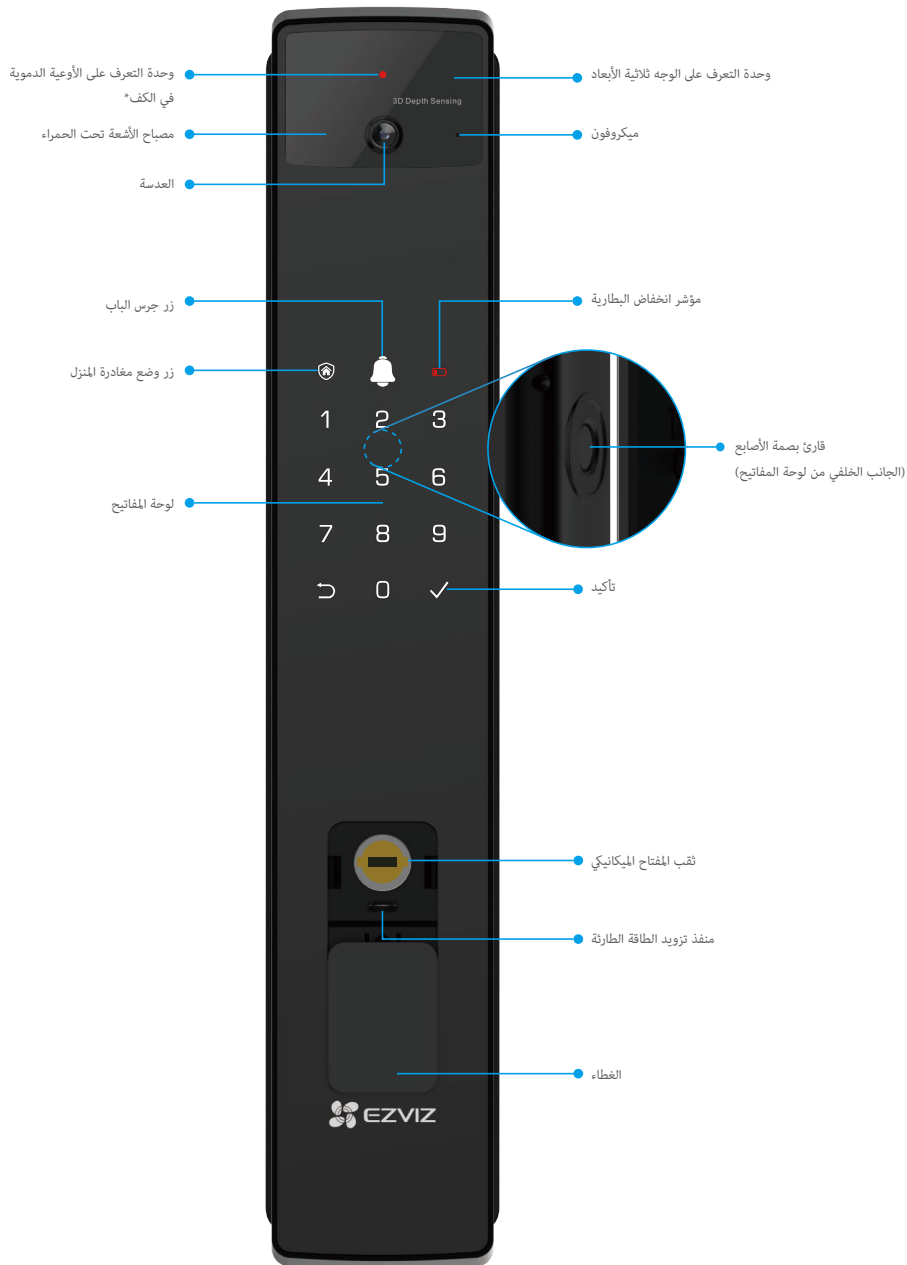 وحدة التعرف على الوجه ثلاثية الأبعاد
وحدة التعرف على الأوعية الدموية
في الكف*
3D Depth Sensing
ميكروفون
مصباح الأشعة تحت الحمراء
العدسة
مؤشر انخفاض البطارية
زر جرس الباب
زر وضع مغادرة المنزل
1 2 3
قارئ بصمة الأصابع
(الجانب الخلفي من لوحة المفاتيح)
4 5 6
لوحة المفاتيح
7 8 9
0
تأكيد
ثقب المفتاح الميكانيكي
منفذ تزويد الطاقة الطارئة
الغطاء
EZVIZ